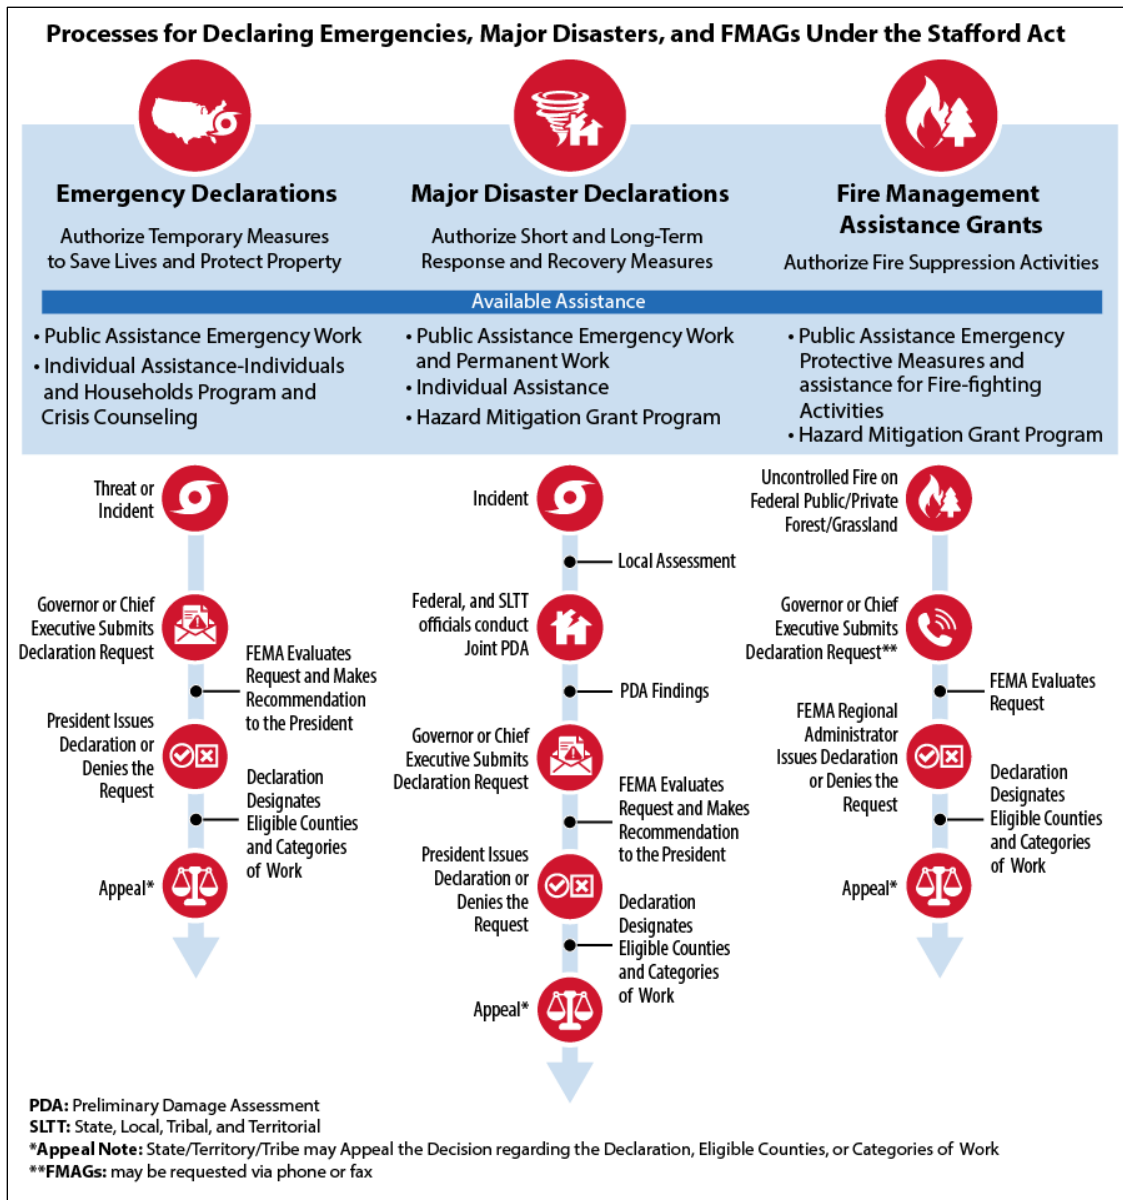 Processes for Declaring Emergencies, Major Disasters, and FMAGs Under the Stafford Act
Emergency Declarations
Authorize Temporary Measures
to Save Lives and Protect Property
Major Disaster Declarations
Authorize Short and Long-Term
Response and Recovery Measures
Fire Management
Assistance Grants
Authorize Fire Suppression Activities
Available Assistance
• Public Assistance Emergency Work
• Individual Assistance-Individuals
and Households Program and
Crisis Counseling
• Public Assistance Emergency Work
and Permanent Work
• Individual Assistance
• Hazard Mitigation Grant Program
• Public Assistance Emergency
Protective Measures and
assistance for Fire-fighting
Activities
• Hazard Mitigation Grant Program
Threat or
Incident
Governor or Chief
Executive Submits
Declaration Request
FEMA Evaluates
Request and Makes
Recommendation
to the President
President Issues
Declaration or
Denies the
Request
Declaration
Designates
Eligible Counties
and Categories
of Work
Appeal*
Incident
Local Assessment
Federal, and SLTT
officials conduct
Joint PDA
PDA Findings
Governor or Chief
Executive Submits
Declaration Request
FEMA Evaluates
Request and Makes
Recommendation
to the President
President Issues
Declaration or
Denies the
Request
Declaration
Designates
Eligible Counties
and Categories
of Work
Appeal*
Uncontrolled Fire on
Federal Public/Private
Forest/Grassland
Governor or Chief
Executive Submits
Declaration Request**
FEMA Evaluates
Request
FEMA Regional
Administrator
Issues Declaration
or Denies the
Request
Declaration
Designates
Eligible Counties
and Categories
of Work
Appeal*
PDA: Preliminary Damage Assessment
SLTT: State, Local, Tribal, and Territorial
*Appeal Note: State/Territory/Tribe may Appeal the Decision regarding the Declaration, Eligible Counties, or Categories of Work
**FMAGs: may be requested via phone or fax